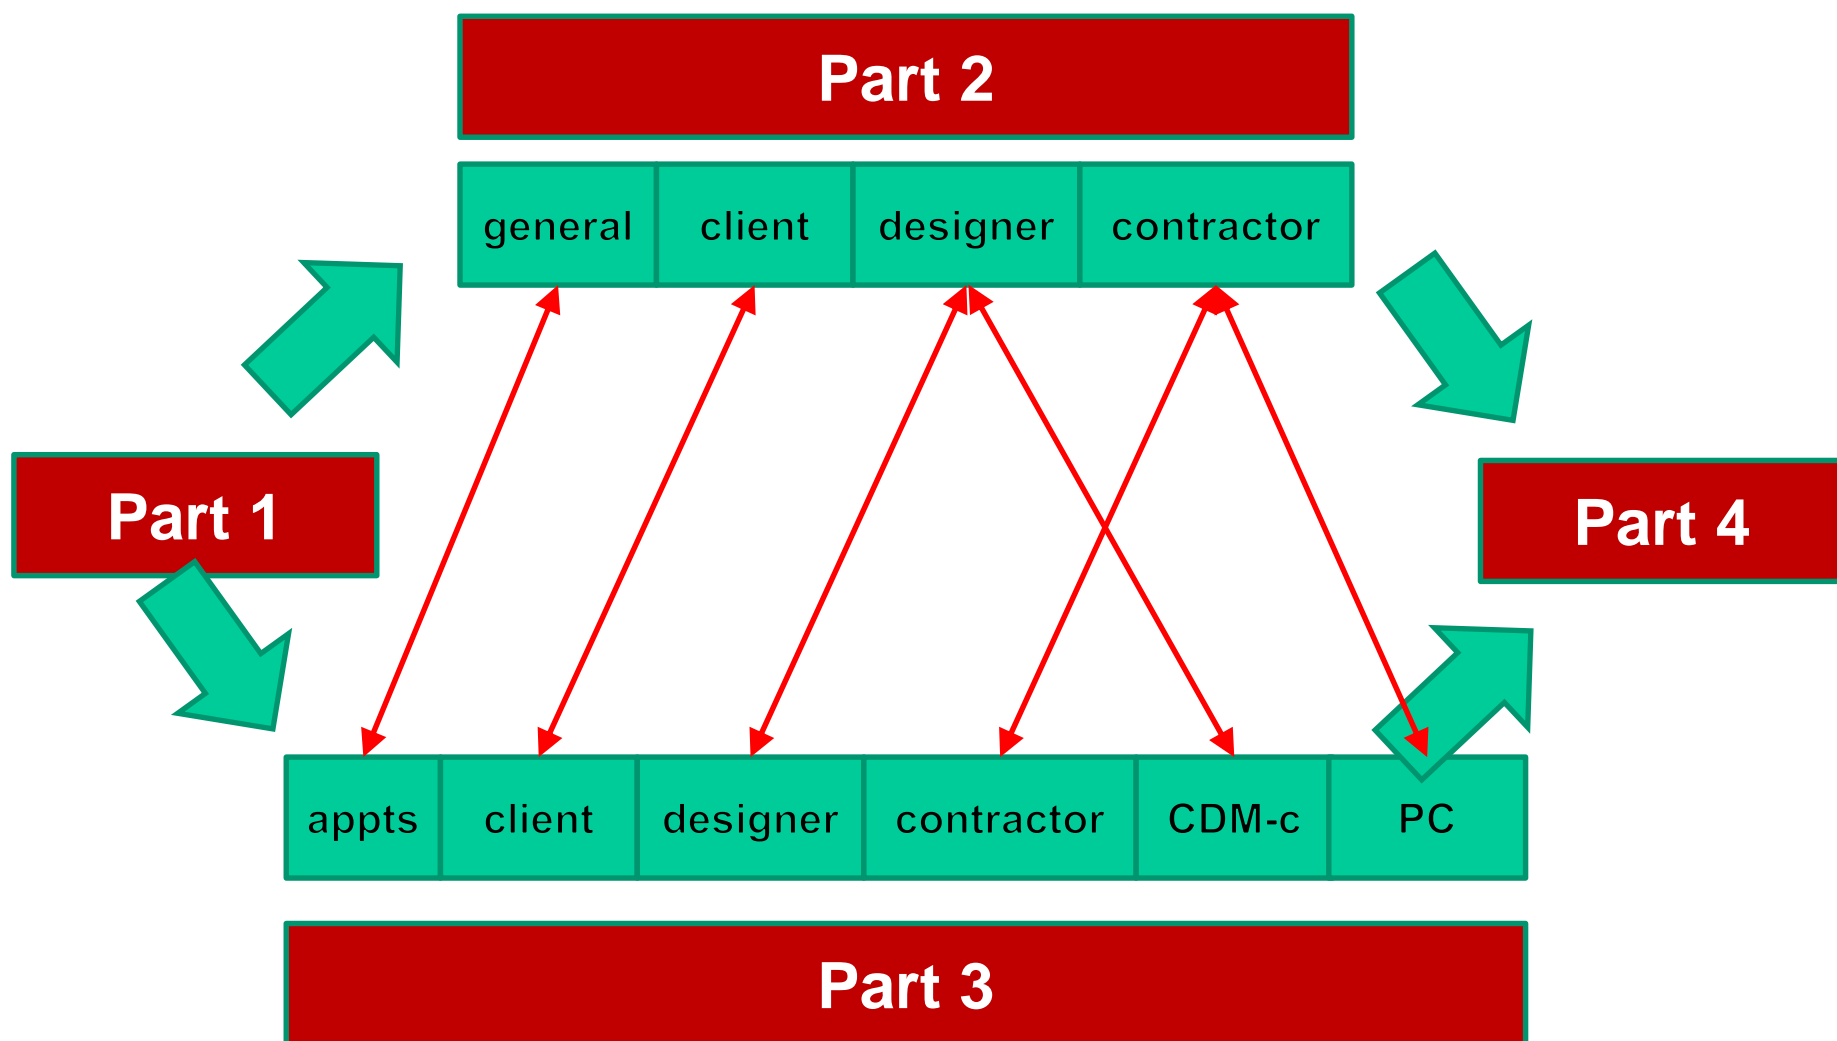 Part 2
general client designer contractor
Part 1
Part 4
appts client designer contractor CDM-c PC
Part 3